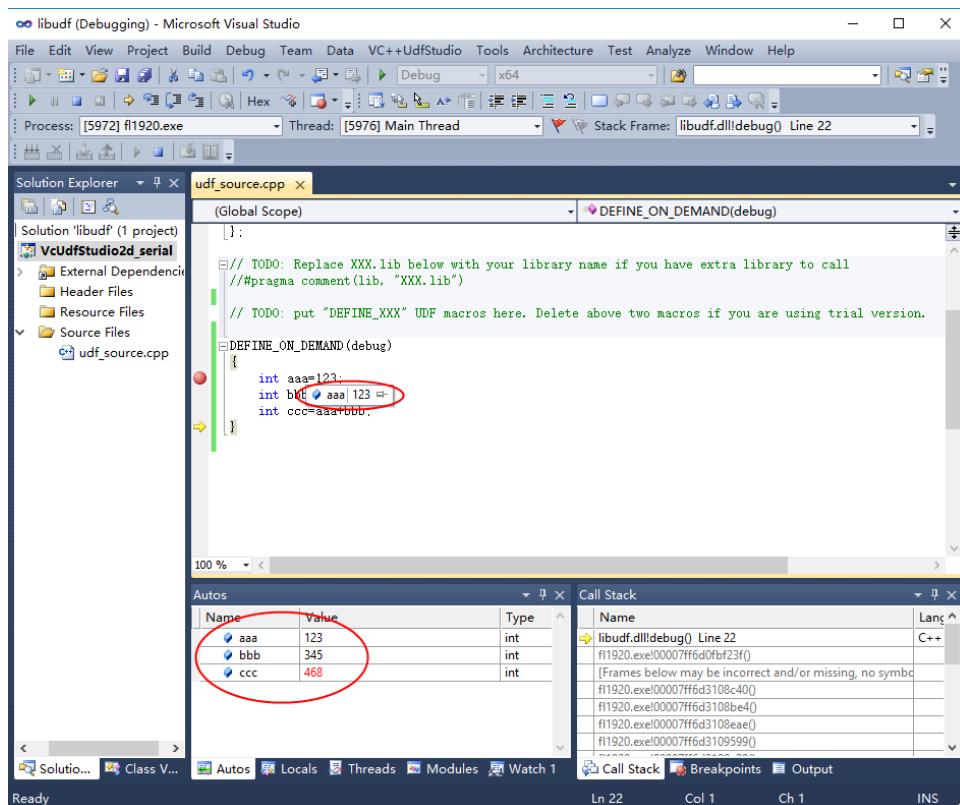 libudf (Debugging) - Microsoft Visual Studio
File Edit View Project Build Debug Team Data VC++UdfStudio Tools Architecture Test Analyze Window Help
Debug x64
Hex
Process: [5972] fl1920.exe Thread: [5976] Main Thread Stack Frame: libudf.dll!debug() Line 22
Solution Explorer
Solution 'libudf' (1 project)
VcUdfStudio2d_serial
External Dependencie
Header Files
Resource Files
Source Files
udf_source.cpp
udf_source.cpp
(Global Scope) DEFINE_ON_DEMAND(debug)
};
// TODO: Replace XXX.lib below with your library name if you have extra library to call
//#pragma comment(lib, "XXX.lib")
// TODO: put "DEFINE_XXX" UDF macros here. Delete above two macros if you are using trial version.
DEFINE_ON_DEMAND(debug)
{
int aaa=123;
int bbb aaa 123
int ccc=aaa+bbb;
}
100 %
Autos
Name Value Type
aaa 123 int
bbb 345 int
ccc 468 int
Call Stack
Name Lang
libudf.dll!debug() Line 22 C++
fl1920.exe!00007ff6d0fbf23f()
[Frames below may be incorrect and/or missing, no symbo
fl1920.exe!00007ff6d3108c40()
fl1920.exe!00007ff6d3108be4()
fl1920.exe!00007ff6d3108eae()
fl1920.exe!00007ff6d3109599()
Solutio... Class V...
Autos Locals Threads Modules Watch 1
Call Stack Breakpoints Output
Ready Ln 22 Col 1 Ch 1 INS